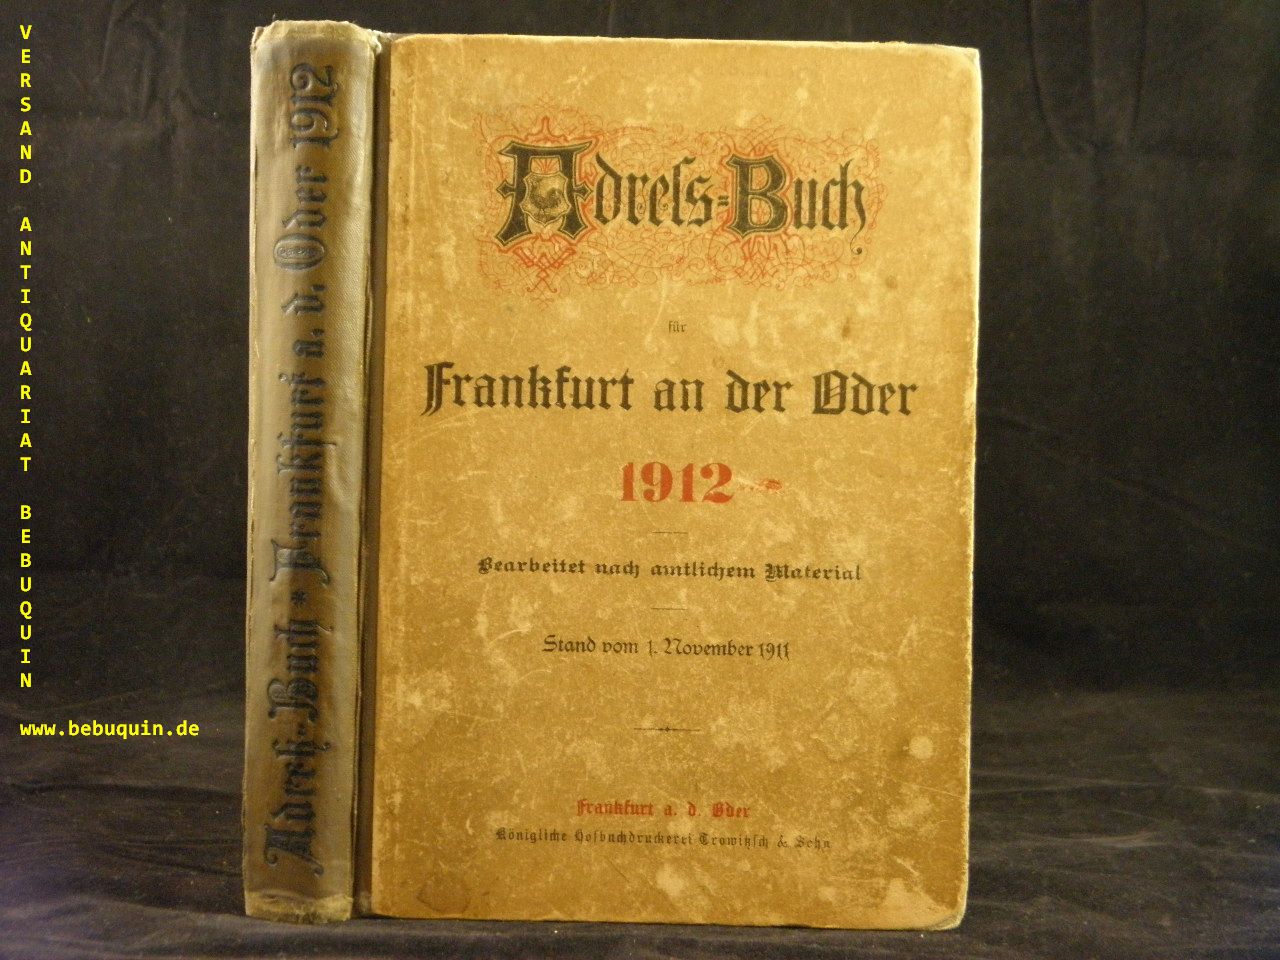 VERSAND ANTIQUARIAT BEBUQUIN
www.bebuquin.de
Adreß-Buch * Frankfurt a. d. Oder 1912
Adreſs-Buch
für
Frankfurt an der Oder
1912
Bearbeitet nach amtlichem Material
Stand vom 1. November 1911
Frankfurt a. d. Oder
Königliche Hofbuchdruckerei Trowitzſch & Sohn